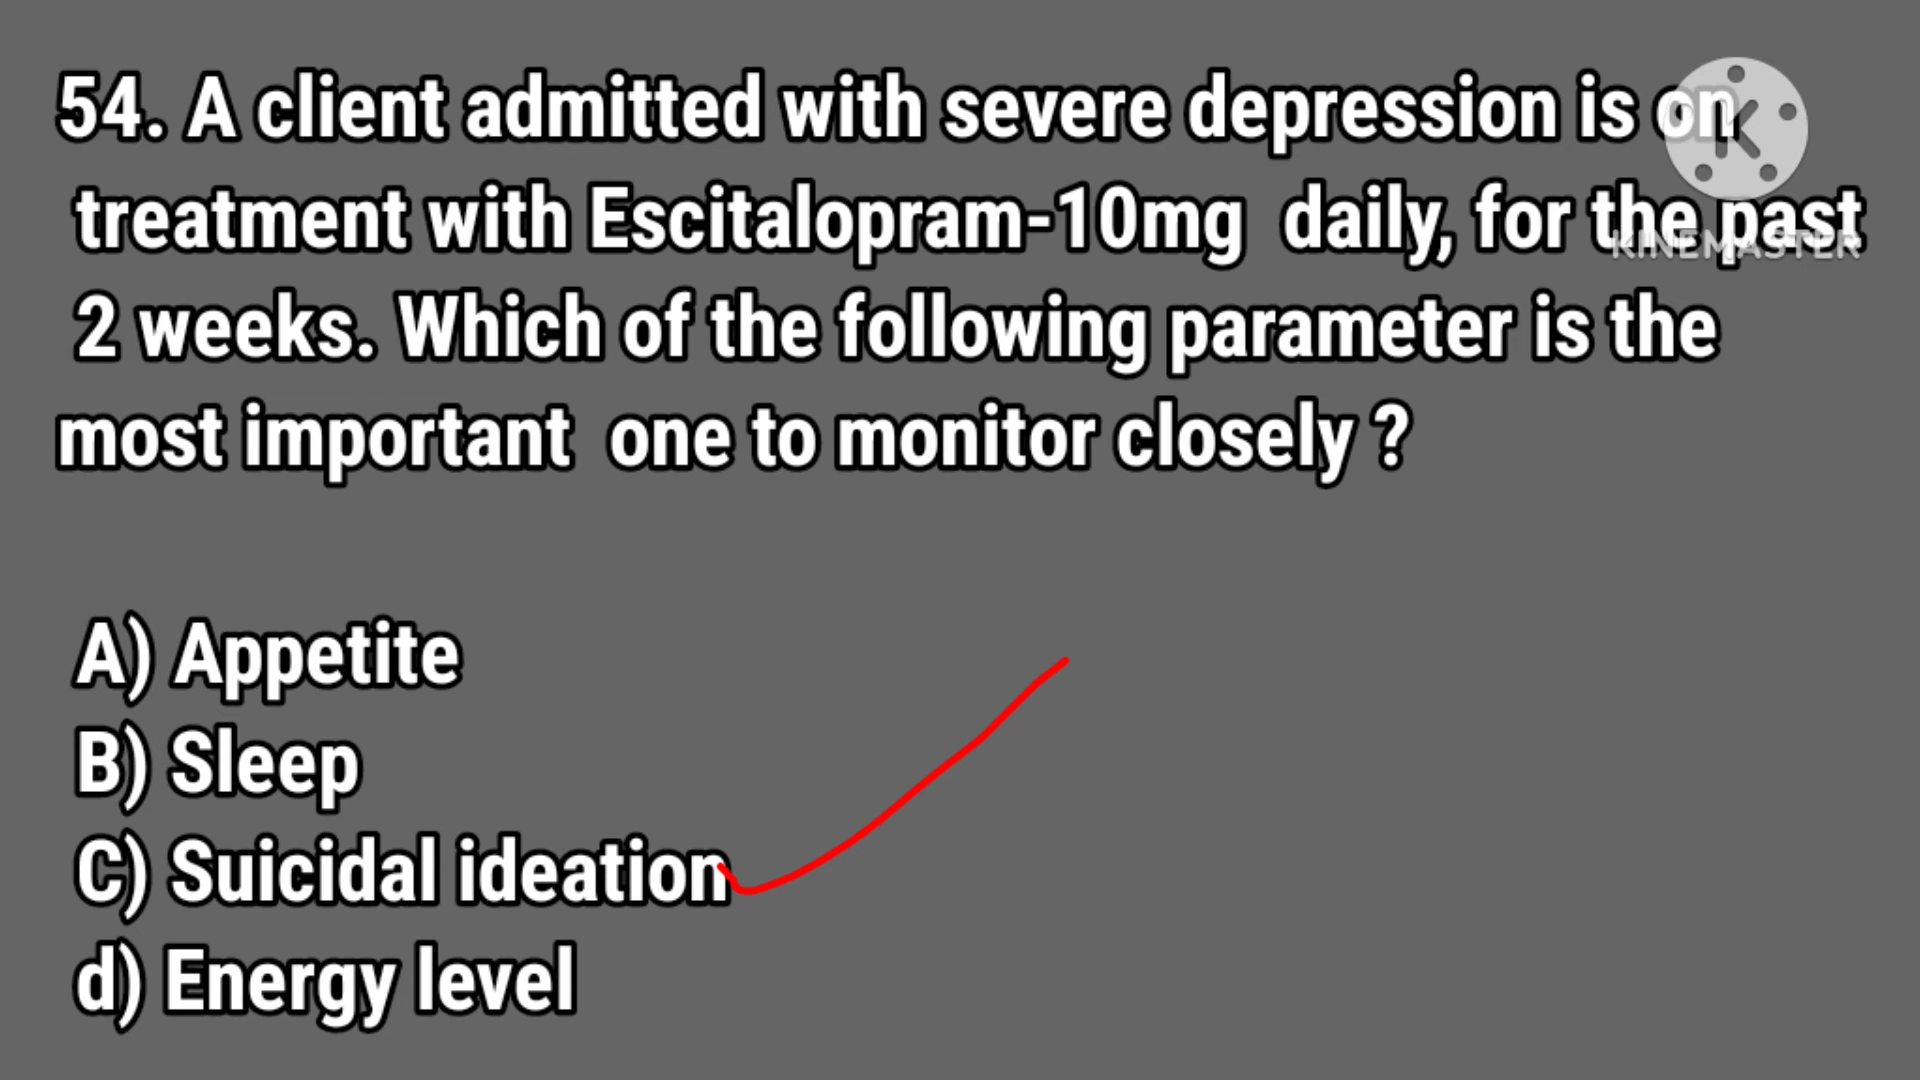 54. A client admitted with severe depression is on
treatment with Escitalopram-10mg daily, for the past
2 weeks. Which of the following parameter is the
most important one to monitor closely ?
A) Appetite
B) Sleep
C) Suicidal ideation
d) Energy level
K
KINEMASTER